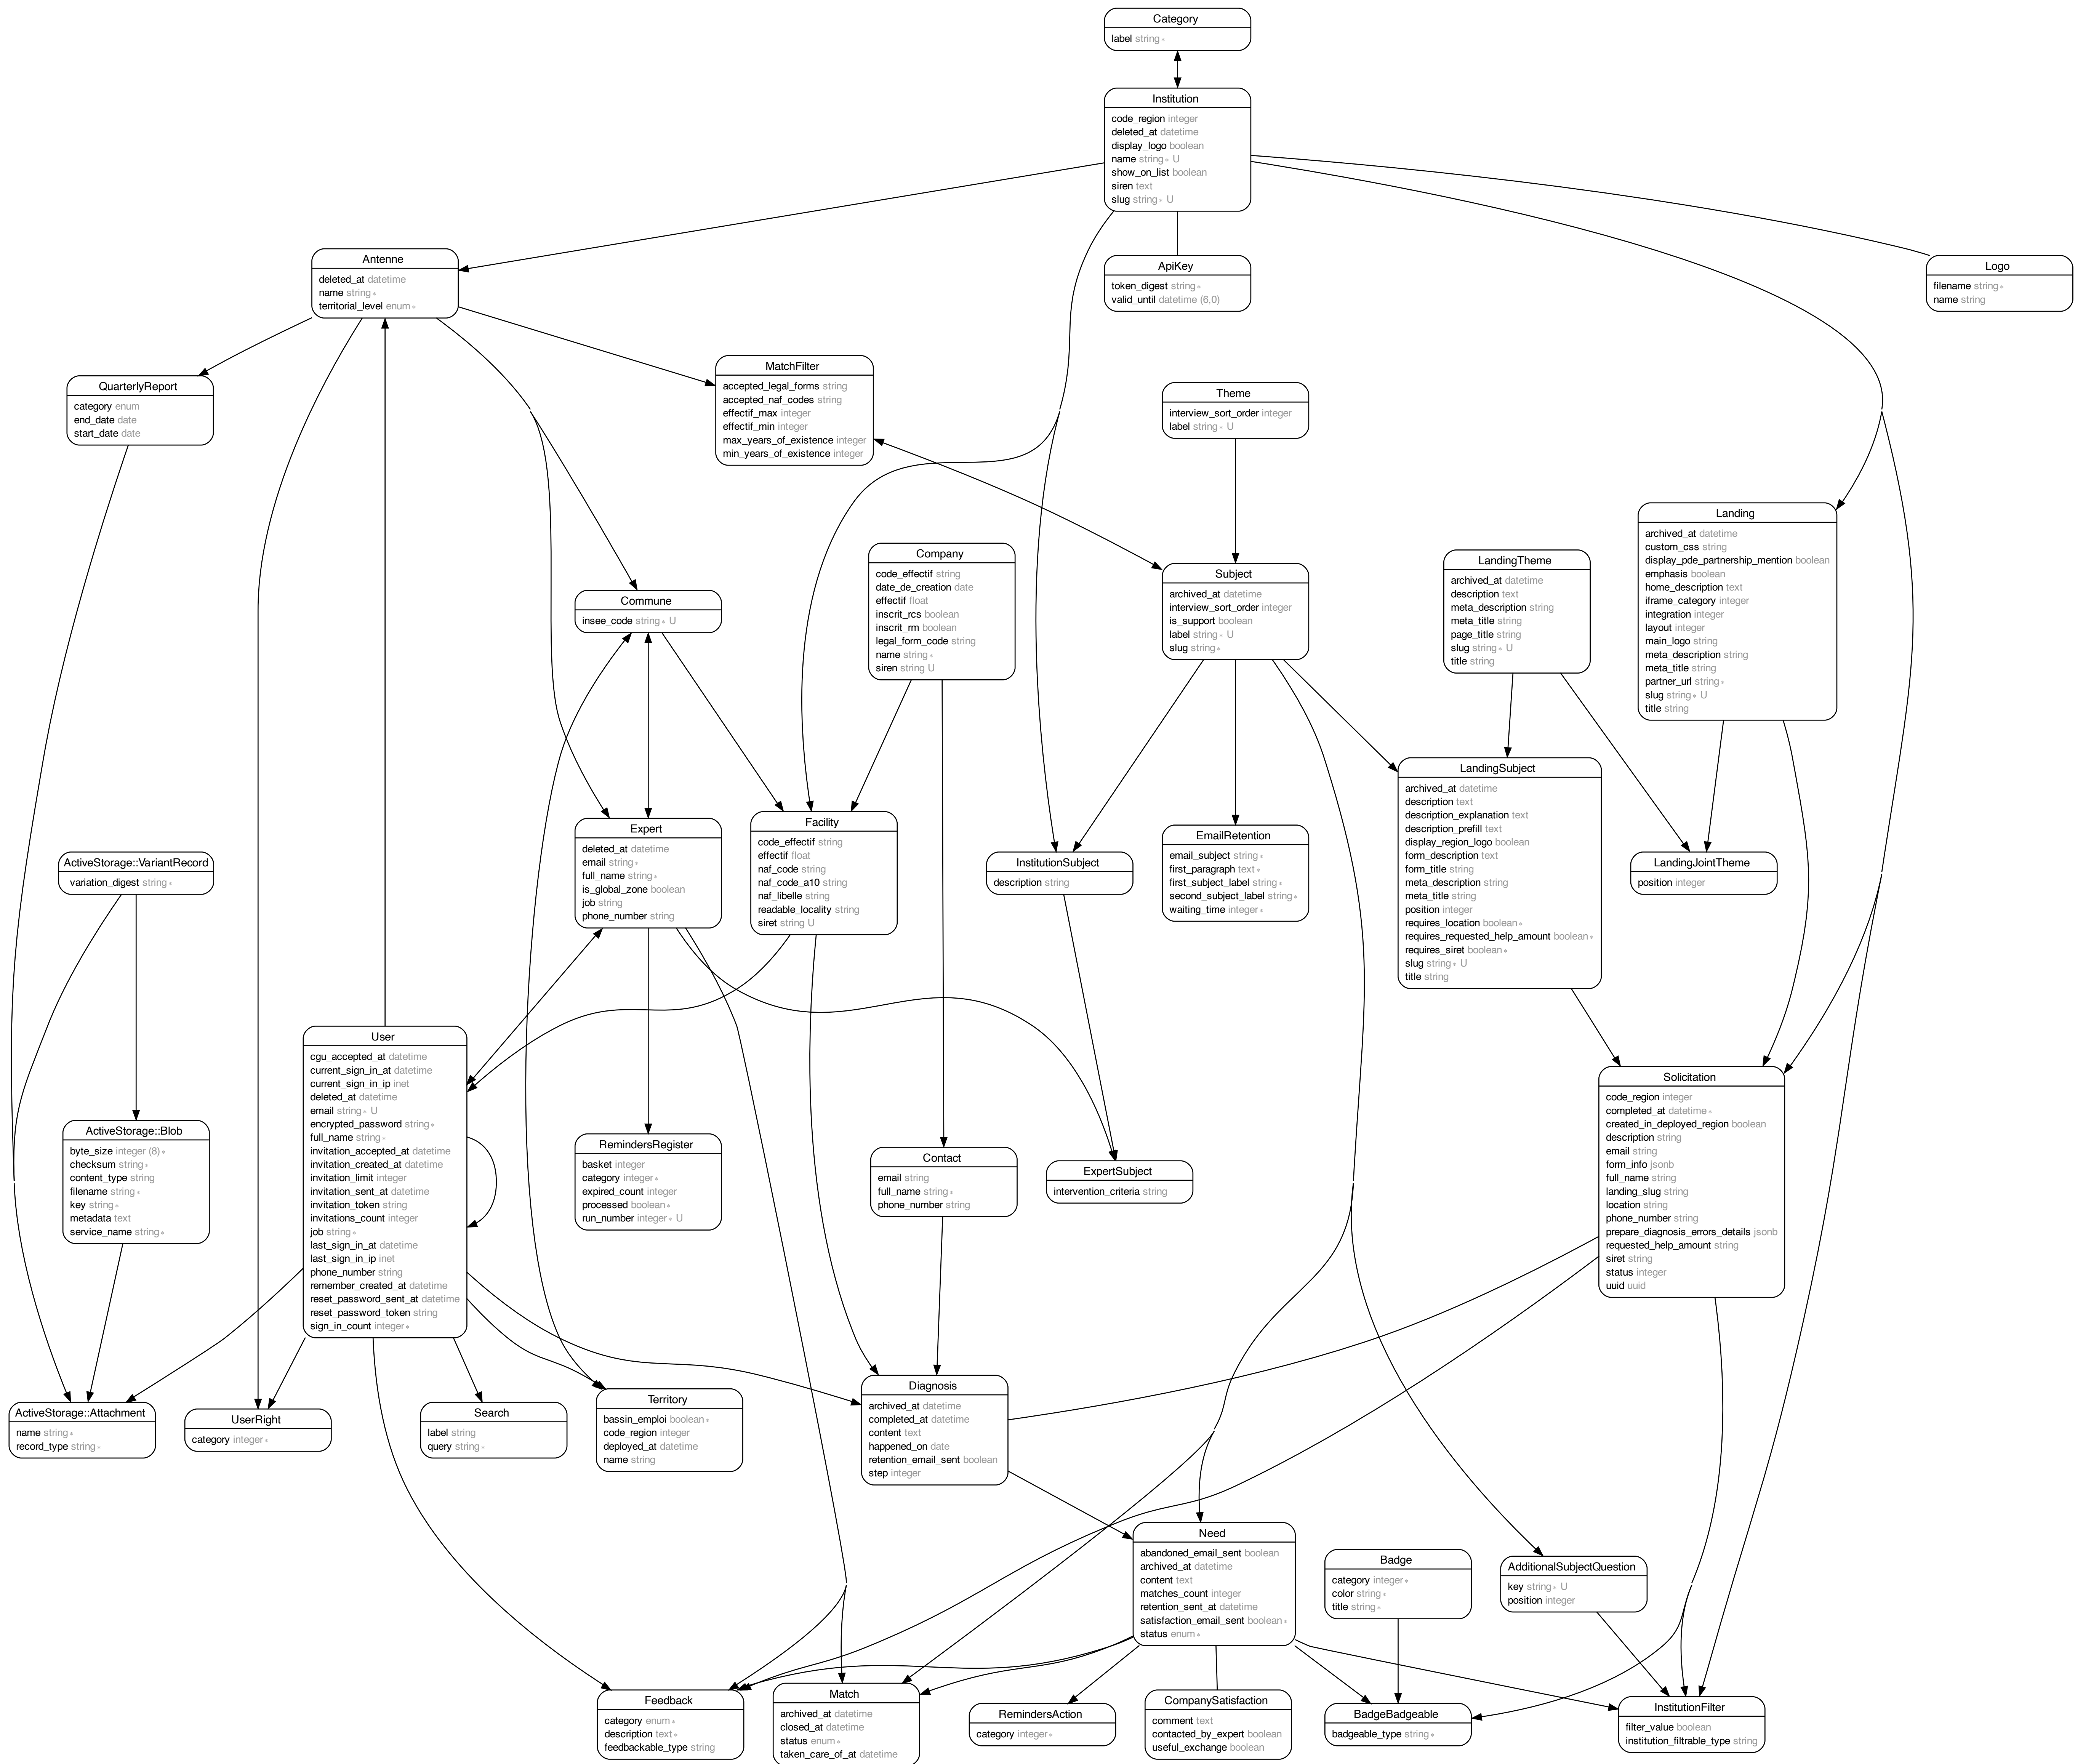 Category
label string∗
Institution
code_region integer
deleted_at datetime
display_logo boolean
name string∗ U
show_on_list boolean
siren text
slug string∗ U
Antenne
deleted_at datetime
name string∗
territorial_level enum∗
ApiKey
token_digest string∗
valid_until datetime (6,0)
Logo
filename string∗
name string
QuarterlyReport
category enum
end_date date
start_date date
MatchFilter
accepted_legal_forms string
accepted_naf_codes string
effectif_max integer
effectif_min integer
max_years_of_existence integer
min_years_of_existence integer
Theme
interview_sort_order integer
label string∗ U
Landing
archived_at datetime
custom_css string
display_pde_partnership_mention boolean
emphasis boolean
home_description text
iframe_category integer
integration integer
layout integer
main_logo string
meta_description string
meta_title string
partner_url string∗
slug string∗ U
title string
Company
code_effectif string
date_de_creation date
effectif float
inscrit_rcs boolean
inscrit_rm boolean
legal_form_code string
name string∗
siren string U
LandingTheme
archived_at datetime
description text
meta_description string
meta_title string
page_title string
slug string∗ U
title string
Subject
archived_at datetime
interview_sort_order integer
is_support boolean
label string∗ U
slug string∗
Commune
insee_code string∗ U
LandingSubject
archived_at datetime
description text
description_explanation text
description_prefill text
display_region_logo boolean
form_description text
form_title string
meta_description string
meta_title string
position integer
requires_location boolean∗
requires_requested_help_amount boolean∗
requires_siret boolean∗
slug string∗ U
title string
Expert
deleted_at datetime
email string∗
full_name string∗
is_global_zone boolean
job string
phone_number string
Facility
code_effectif string
effectif float
naf_code string
naf_code_a10 string
naf_libelle string
readable_locality string
siret string U
EmailRetention
email_subject string∗
first_paragraph text∗
first_subject_label string∗
second_subject_label string∗
waiting_time integer∗
ActiveStorage::VariantRecord
variation_digest string∗
InstitutionSubject
description string
LandingJointTheme
position integer
User
cgu_accepted_at datetime
current_sign_in_at datetime
current_sign_in_ip inet
deleted_at datetime
email string∗ U
encrypted_password string∗
full_name string∗
invitation_accepted_at datetime
invitation_created_at datetime
invitation_limit integer
invitation_sent_at datetime
invitation_token string
invitations_count integer
job string∗
last_sign_in_at datetime
last_sign_in_ip inet
phone_number string
remember_created_at datetime
reset_password_sent_at datetime
reset_password_token string
sign_in_count integer∗
Solicitation
code_region integer
completed_at datetime∗
created_in_deployed_region boolean
description string
email string
form_info jsonb
full_name string
landing_slug string
location string
phone_number string
prepare_diagnosis_errors_details jsonb
requested_help_amount string
siret string
status integer
uuid uuid
ActiveStorage::Blob
byte_size integer (8)∗
checksum string∗
content_type string
filename string∗
key string∗
metadata text
service_name string∗
RemindersRegister
basket integer
category integer∗
expired_count integer
processed boolean∗
run_number integer∗ U
Contact
email string
full_name string∗
phone_number string
ExpertSubject
intervention_criteria string
Diagnosis
archived_at datetime
completed_at datetime
content text
happened_on date
retention_email_sent boolean
step integer
Territory
bassin_emploi boolean∗
code_region integer
deployed_at datetime
name string
ActiveStorage::Attachment
name string∗
record_type string∗
UserRight
category integer∗
Search
label string
query string∗
Need
abandoned_email_sent boolean
archived_at datetime
content text
matches_count integer
retention_sent_at datetime
satisfaction_email_sent boolean∗
status enum∗
Badge
category integer∗
color string∗
title string∗
AdditionalSubjectQuestion
key string∗ U
position integer
Feedback
category enum∗
description text∗
feedbackable_type string
Match
archived_at datetime
closed_at datetime
status enum∗
taken_care_of_at datetime
RemindersAction
category integer∗
CompanySatisfaction
comment text
contacted_by_expert boolean
useful_exchange boolean
BadgeBadgeable
badgeable_type string∗
InstitutionFilter
filter_value boolean
institution_filtrable_type string